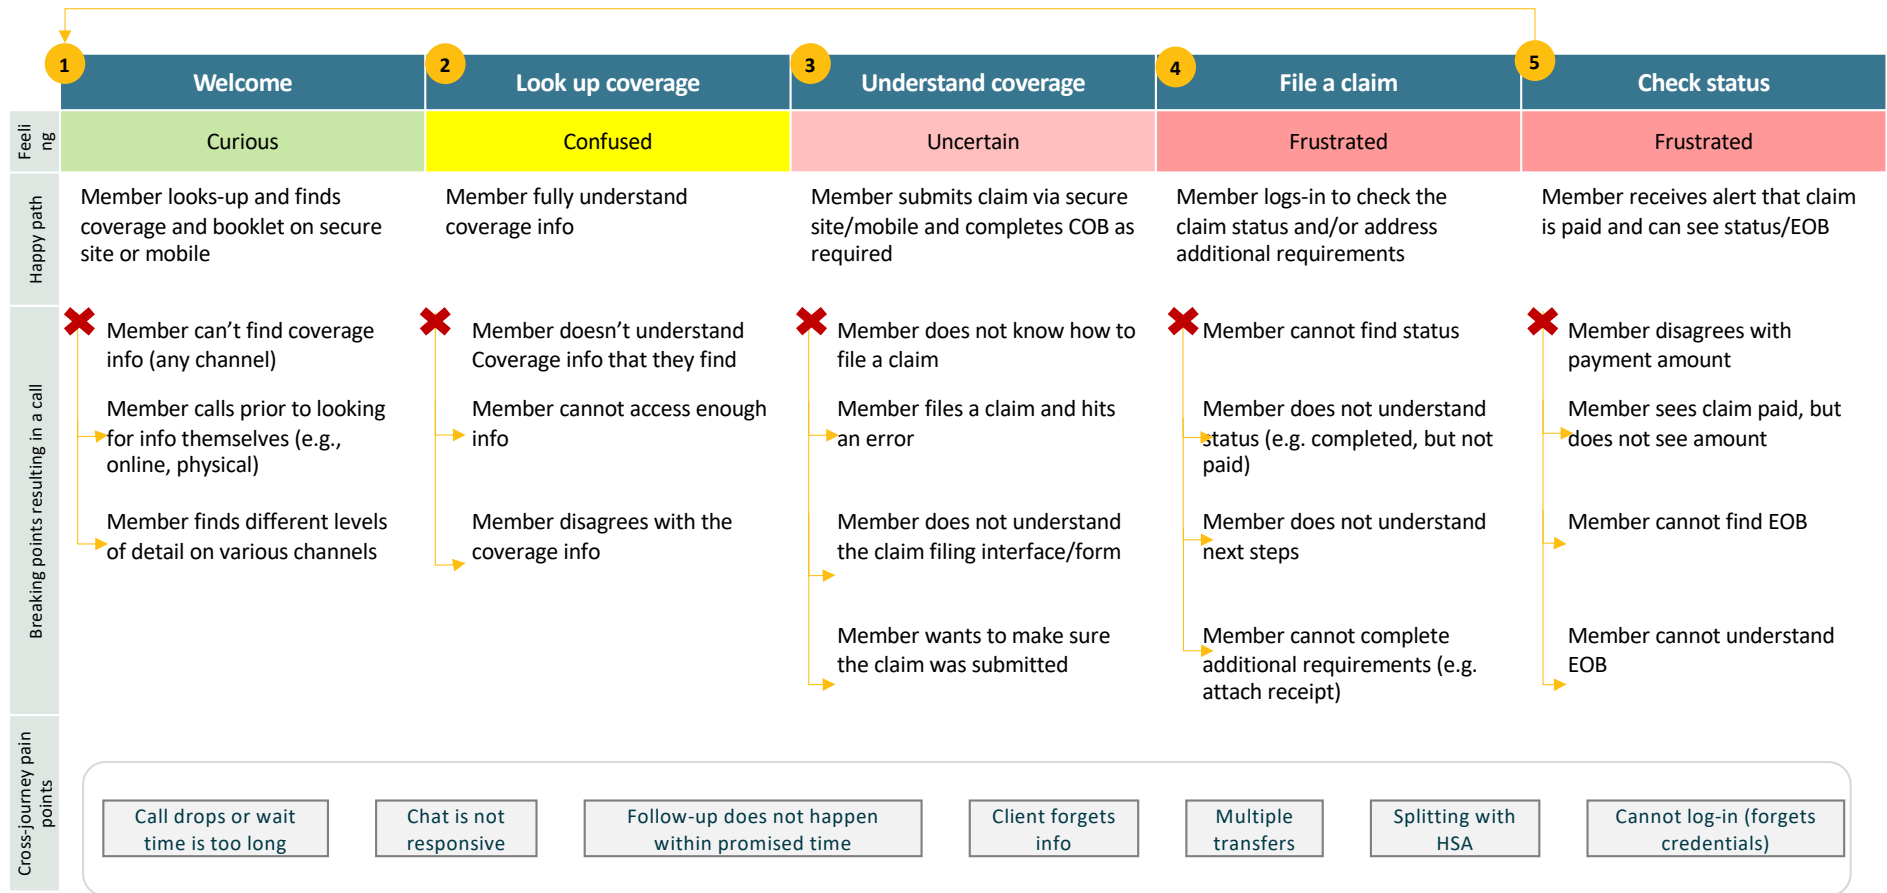 1
Welcome
2
Look up coverage
3
Understand coverage
4
File a claim
5
Check status
Feeli
ng
Curious
Confused
Uncertain
Frustrated
Frustrated
Happy path
Member looks-up and finds
coverage and booklet on secure
site or mobile
Member fully understand
coverage info
Member submits claim via secure
site/mobile and completes COB as
required
Member logs-in to check the
claim status and/or address
additional requirements
Member receives alert that claim
is paid and can see status/EOB
Breaking points resulting in a call
Member can’t find coverage
info (any channel)
Member calls prior to looking
for info themselves (e.g.,
online, physical)
Member finds different levels
of detail on various channels
Member doesn’t understand
Coverage info that they find
Member cannot access enough
info
Member disagrees with the
coverage info
Member does not know how to
file a claim
Member files a claim and hits
an error
Member does not understand
the claim filing interface/form
Member wants to make sure
the claim was submitted
Member cannot find status
Member does not understand
status (e.g. completed, but not
paid)
Member does not understand
next steps
Member cannot complete
additional requirements (e.g.
attach receipt)
Member disagrees with
payment amount
Member sees claim paid, but
does not see amount
Member cannot find EOB
Member cannot understand
EOB
Cross-journey pain
points
Call drops or wait
time is too long
Chat is not
responsive
Follow-up does not happen
within promised time
Client forgets
info
Multiple
transfers
Splitting with
HSA
Cannot log-in (forgets
credentials)